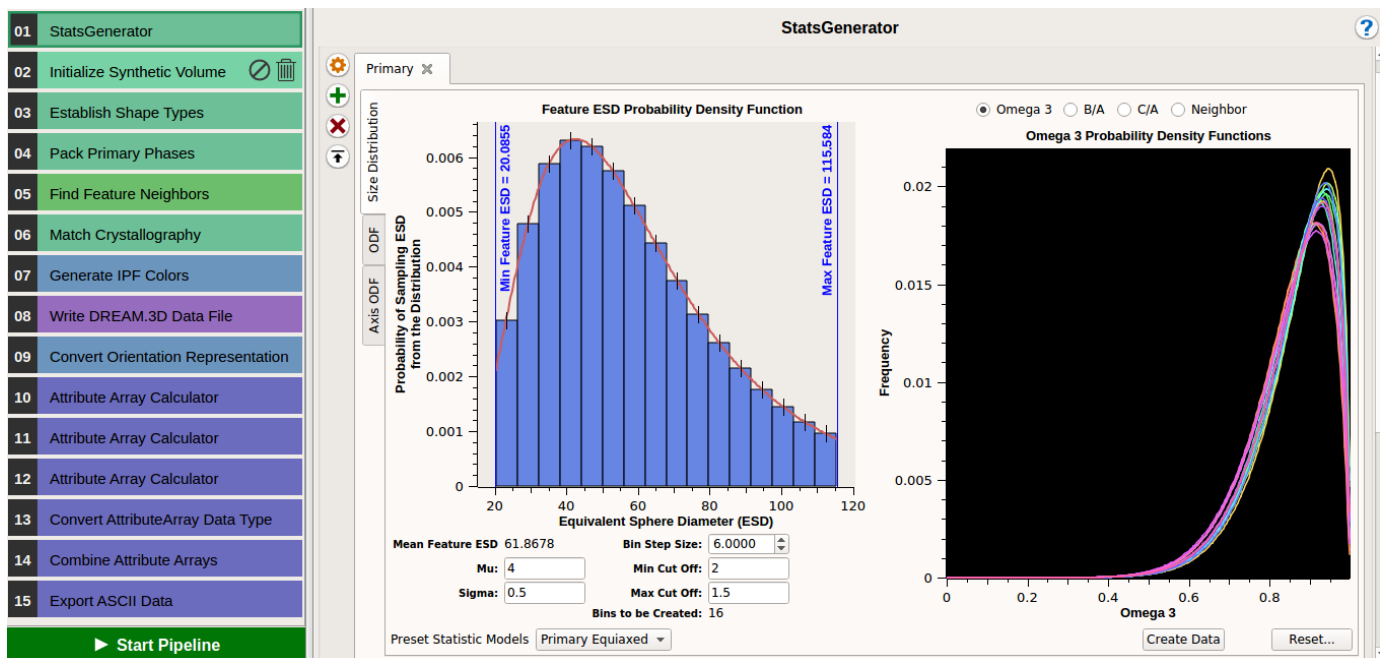 01 StatsGenerator
02 Initialize Synthetic Volume
03 Establish Shape Types
04 Pack Primary Phases
05 Find Feature Neighbors
06 Match Crystallography
07 Generate IPF Colors
08 Write DREAM.3D Data File
09 Convert Orientation Representation
10 Attribute Array Calculator
11 Attribute Array Calculator
12 Attribute Array Calculator
13 Convert AttributeArray Data Type
14 Combine Attribute Arrays
15 Export ASCII Data
Start Pipeline
StatsGenerator
?
Primary
Size Distribution
ODF
Axis ODF
Feature ESD Probability Density Function
Probability of Sampling ESD
from the Distribution
0.006
0.005
0.004
0.003
0.002
0.001
0
Min Feature ESD = 20.0855
Max Feature ESD = 115.584
20 40 60 80 100 120
Equivalent Sphere Diameter (ESD)
Mean Feature ESD 61.8678 Bin Step Size: 6.0000
Mu: 4 Min Cut Off: 2
Sigma: 0.5 Max Cut Off: 1.5
Bins to be Created: 16
Preset Statistic Models Primary Equiaxed
Omega 3 B/A C/A Neighbor
Omega 3 Probability Density Functions
Frequency
0.02
0.015
0.01
0.005
0
0 0.2 0.4 0.6 0.8
Omega 3
Create Data Reset...